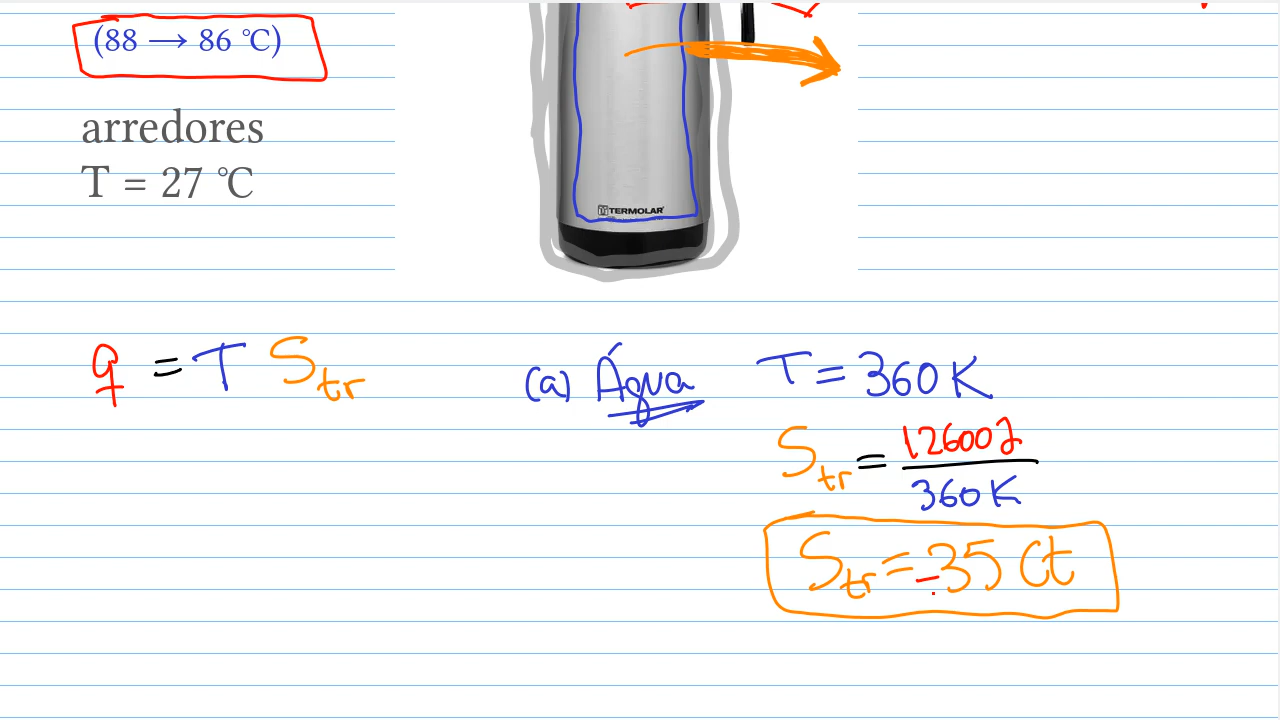 (88 → 86 °C)
arredores
T = 27 °C
TERMOLAR
q = T S_tr
(a) Água T = 360 K
S_tr = 12600 J / 360 K
S_tr = -35 Ct